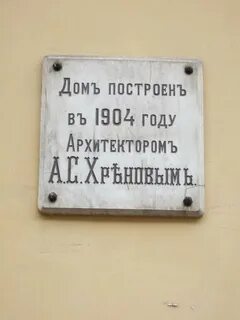 Домъ построенъ
въ 1904 году
Архитекторомъ
А.С.Хрѣновымъ.